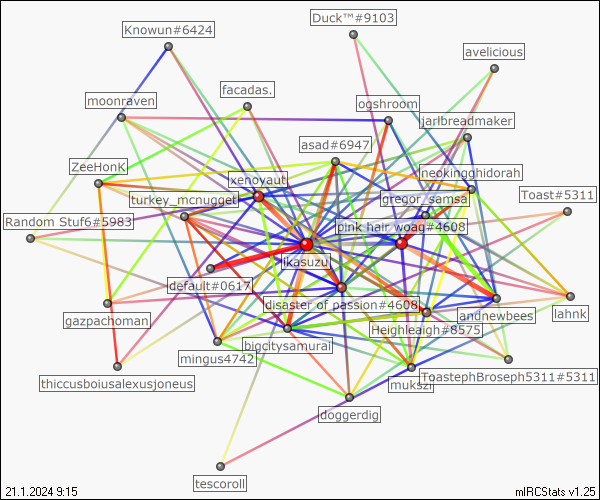 Duck™#9103
Knowun#6424
avelicious
facadas.
moonraven
ogshroom
jarlbreadmaker
asad#6947
ZeeHonK
neokingghidorah
xenoyaut
turkey_mcnugget
gregor_samsa
Toast#5311
Random Stuf6#5983
pink hair woag#4608
ikasuzu
default#0617
disaster of passion#4608
lahnk
gazpachoman
andnewbees
Heighleigh#8575
bigcitysamurai
mingus4742
ToastephBroseph5311#5311
thiccusboiusalexusjoneus
mukszi
doggerdig
tescoroll
21.1.2024 9:15
mIRCStats v1.25